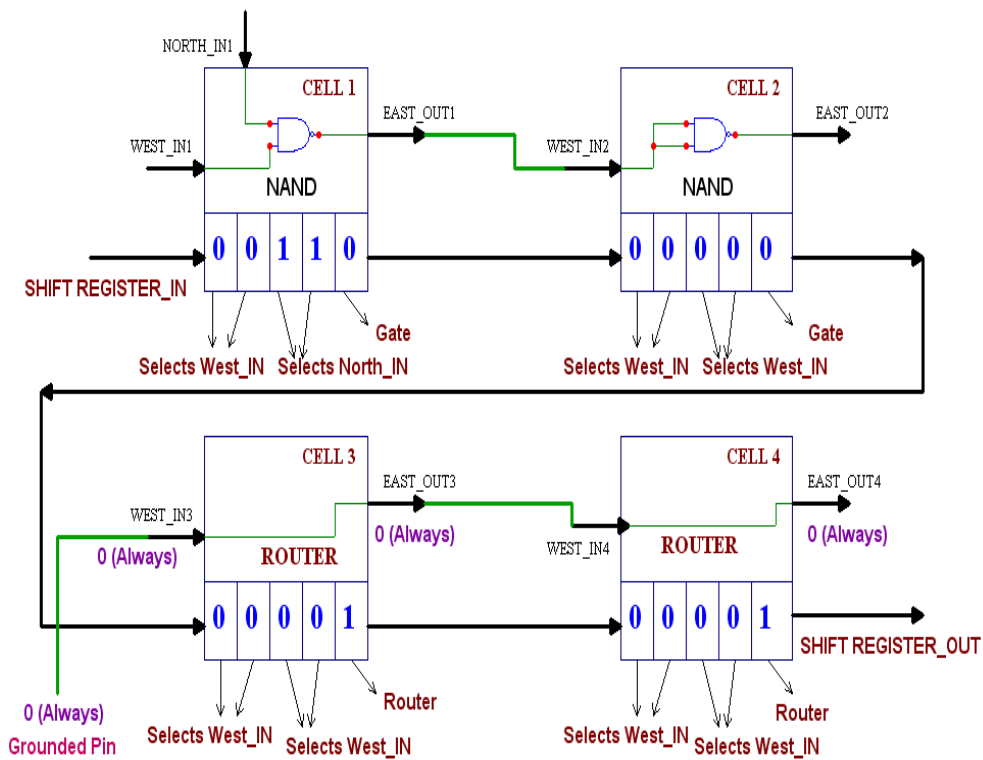 NORTH_IN1
CELL 1
CELL 2
EAST_OUT1
EAST_OUT2
WEST_IN1
WEST_IN2
NAND
NAND
0 0 1 1 0
0 0 0 0 0
SHIFT REGISTER_IN
Gate
Gate
Selects West_IN
Selects North_IN
Selects West_IN
Selects West_IN
CELL 3
CELL 4
EAST_OUT3
EAST_OUT4
WEST_IN3
0 (Always)
0 (Always)
0 (Always)
WEST_IN4
ROUTER
ROUTER
0 0 0 0 1
0 0 0 0 1
SHIFT REGISTER_OUT
Router
Router
0 (Always)
Grounded Pin
Selects West_IN
Selects West_IN
Selects West_IN
Selects West_IN